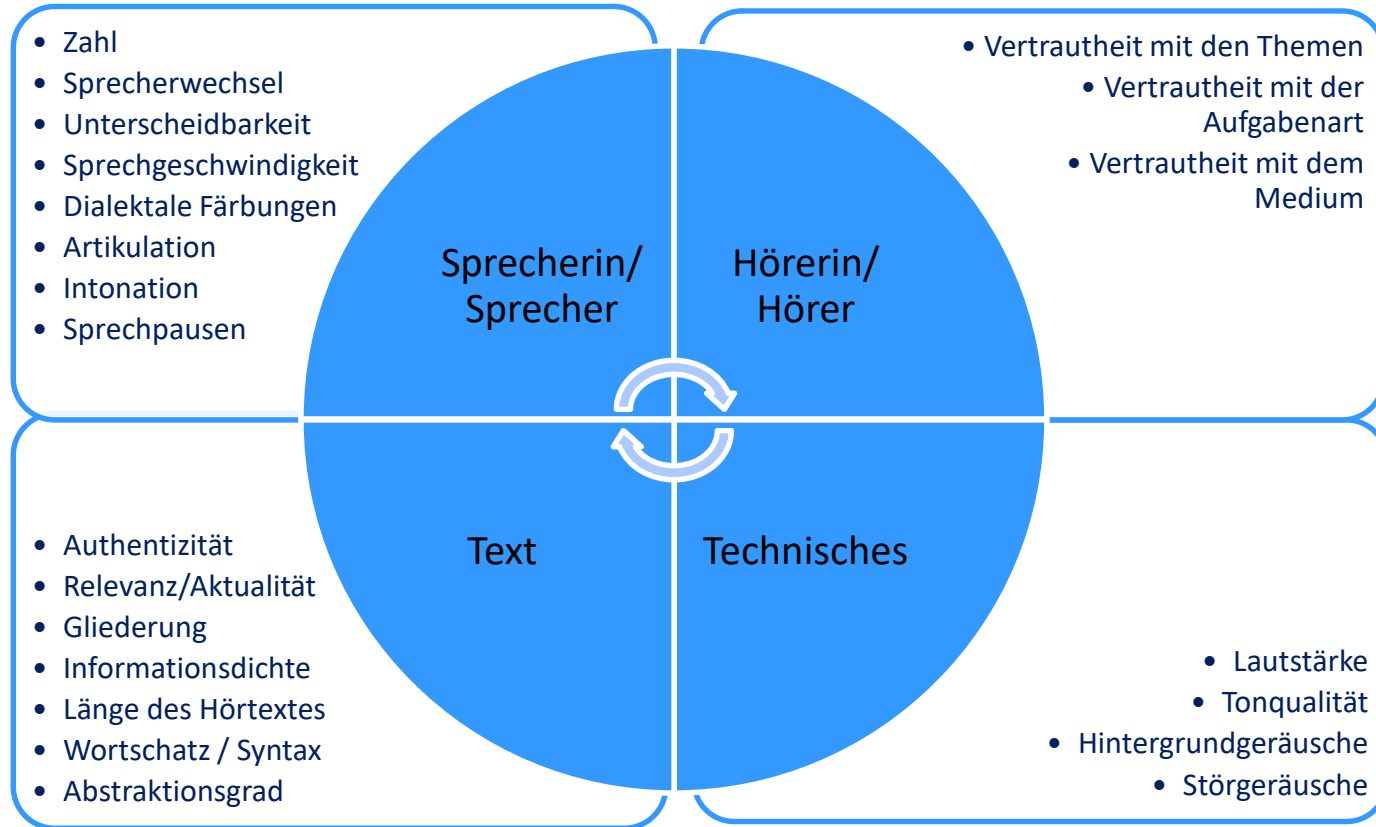 • Zahl
• Sprecherwechsel
• Unterscheidbarkeit
• Sprechgeschwindigkeit
• Dialektale Färbungen
• Artikulation
• Intonation
• Sprechpausen
• Vertrautheit mit den Themen
• Vertrautheit mit der
Aufgabenart
• Vertrautheit mit dem
Medium
Sprecherin/
Sprecher
Hörerin/
Hörer
Text
Technisches
• Authentizität
• Relevanz/Aktualität
• Gliederung
• Informationsdichte
• Länge des Hörtextes
• Wortschatz / Syntax
• Abstraktionsgrad
• Lautstärke
• Tonqualität
• Hintergrundgeräusche
• Störgeräusche